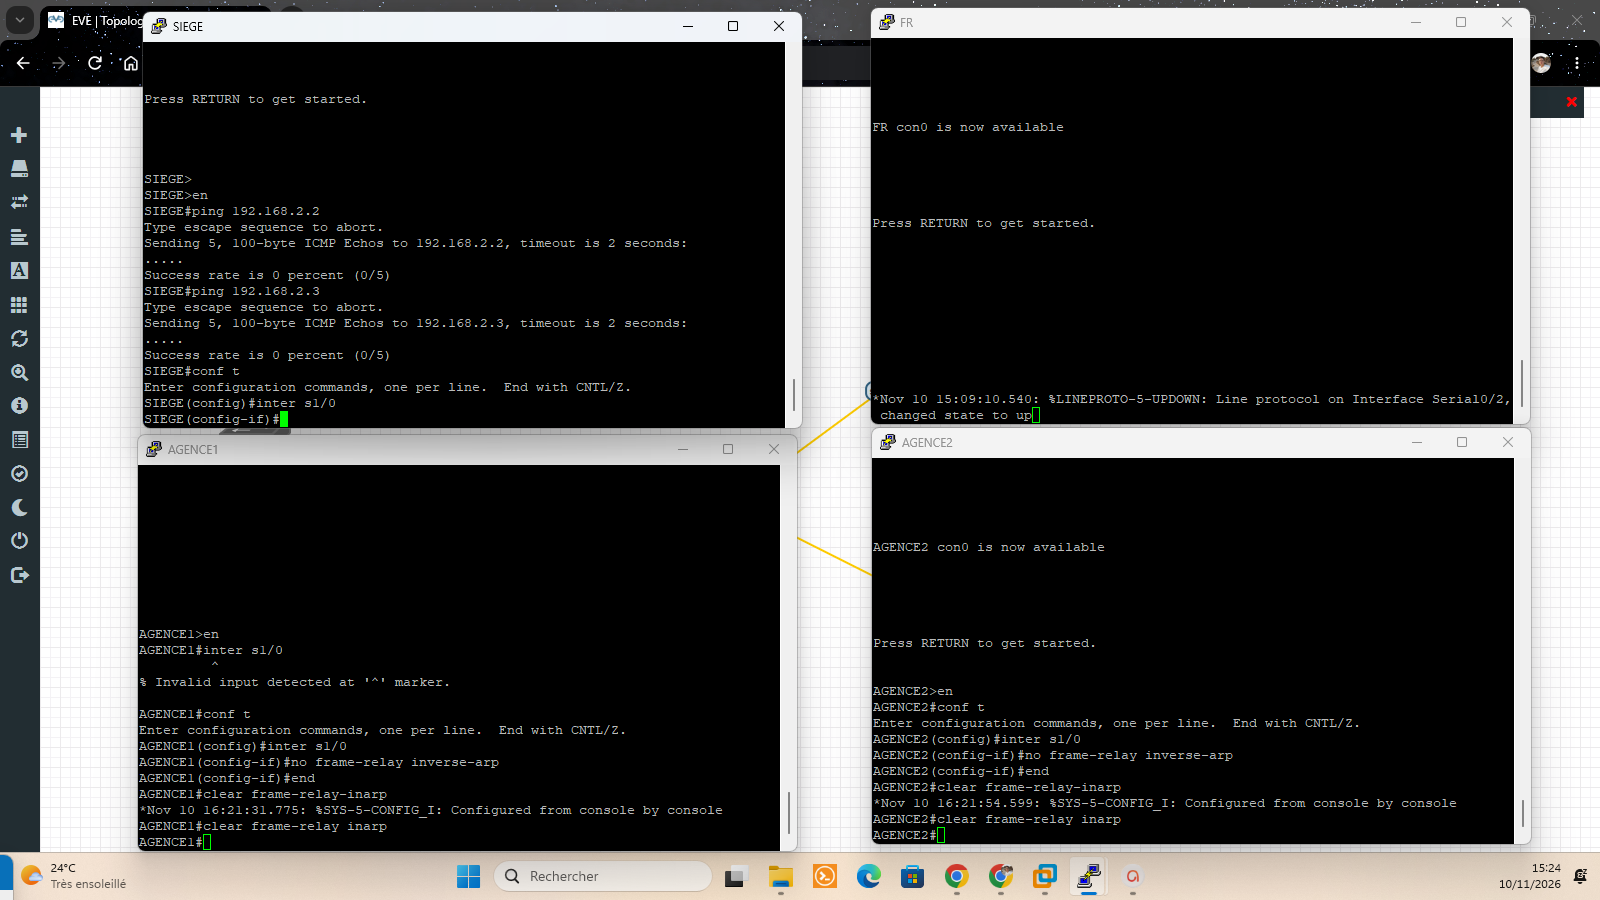 EVE | Topolog
SIEGE
Press RETURN to get started.
SIEGE>
SIEGE>en
SIEGE#ping 192.168.2.2
Type escape sequence to abort.
Sending 5, 100-byte ICMP Echos to 192.168.2.2, timeout is 2 seconds:
.....
Success rate is 0 percent (0/5)
SIEGE#ping 192.168.2.3
Type escape sequence to abort.
Sending 5, 100-byte ICMP Echos to 192.168.2.3, timeout is 2 seconds:
.....
Success rate is 0 percent (0/5)
SIEGE#conf t
Enter configuration commands, one per line.  End with CNTL/Z.
SIEGE(config)#inter s1/0
SIEGE(config-if)#
FR
FR con0 is now available
Press RETURN to get started.
*Nov 10 15:09:10.540: %LINEPROTO-5-UPDOWN: Line protocol on Interface Serial0/2,
changed state to up
AGENCE1
AGENCE1>en
AGENCE1#inter s1/0
^
% Invalid input detected at '^' marker.
AGENCE1#conf t
Enter configuration commands, one per line.  End with CNTL/Z.
AGENCE1(config)#inter s1/0
AGENCE1(config-if)#no frame-relay inverse-arp
AGENCE1(config-if)#end
AGENCE1#clear frame-relay-inarp
*Nov 10 16:21:31.775: %SYS-5-CONFIG_I: Configured from console by console
AGENCE1#clear frame-relay inarp
AGENCE1#
AGENCE2
AGENCE2 con0 is now available
Press RETURN to get started.
AGENCE2>en
AGENCE2#conf t
Enter configuration commands, one per line.  End with CNTL/Z.
AGENCE2(config)#inter s1/0
AGENCE2(config-if)#no frame-relay inverse-arp
AGENCE2(config-if)#end
AGENCE2#clear frame-relay-inarp
*Nov 10 16:21:54.599: %SYS-5-CONFIG_I: Configured from console by console
AGENCE2#clear frame-relay inarp
AGENCE2#
24°C
Très ensoleillé
Rechercher
15:24
10/11/2026